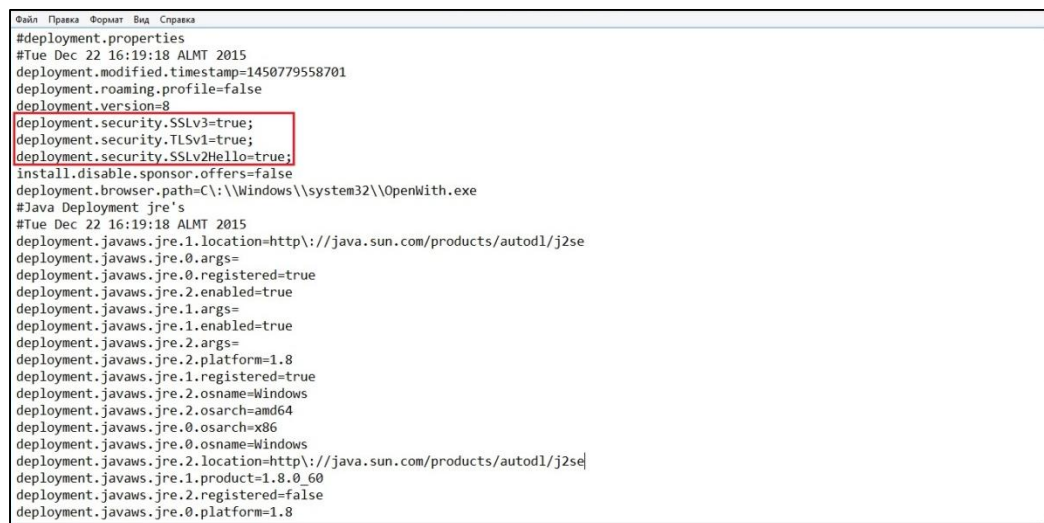 Файл Правка Формат Вид Справка
#deployment.properties
#Tue Dec 22 16:19:18 ALMT 2015
deployment.modified.timestamp=1450779558701
deployment.roaming.profile=false
deployment.version=8
deployment.security.SSLv3=true;
deployment.security.TLSv1=true;
deployment.security.SSLv2Hello=true;
install.disable.sponsor.offers=false
deployment.browser.path=C\:\\Windows\\system32\\OpenWith.exe
#Java Deployment jre's
#Tue Dec 22 16:19:18 ALMT 2015
deployment.javaws.jre.1.location=http\://java.sun.com/products/autodl/j2se
deployment.javaws.jre.0.args=
deployment.javaws.jre.0.registered=true
deployment.javaws.jre.2.enabled=true
deployment.javaws.jre.1.args=
deployment.javaws.jre.1.enabled=true
deployment.javaws.jre.2.args=
deployment.javaws.jre.2.platform=1.8
deployment.javaws.jre.1.registered=true
deployment.javaws.jre.2.osname=Windows
deployment.javaws.jre.2.osarch=amd64
deployment.javaws.jre.0.osarch=x86
deployment.javaws.jre.0.osname=Windows
deployment.javaws.jre.2.location=http\://java.sun.com/products/autodl/j2se
deployment.javaws.jre.1.product=1.8.0_60
deployment.javaws.jre.2.registered=false
deployment.javaws.jre.0.platform=1.8